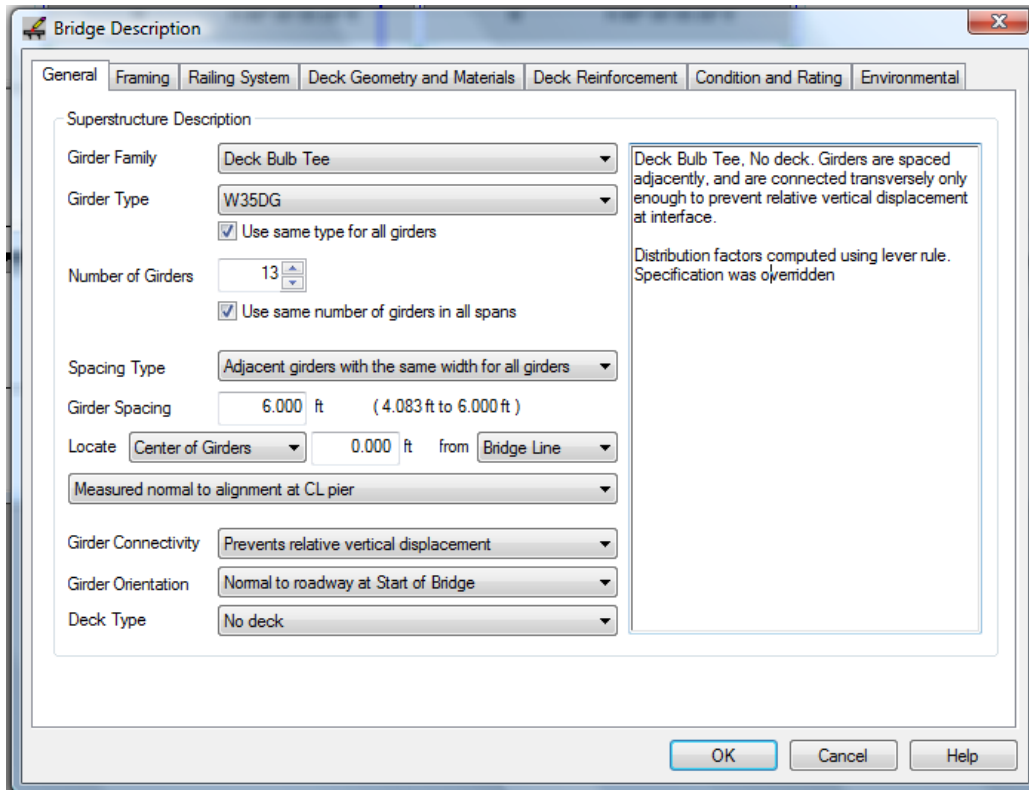 Bridge Description
General Framing Railing System Deck Geometry and Materials Deck Reinforcement Condition and Rating Environmental
Superstructure Description
Girder Family Deck Bulb Tee
Girder Type W35DG
Use same type for all girders
Number of Girders 13
Use same number of girders in all spans
Spacing Type Adjacent girders with the same width for all girders
Girder Spacing 6.000 ft ( 4.083 ft to 6.000 ft )
Locate Center of Girders 0.000 ft from Bridge Line
Measured normal to alignment at CL pier
Girder Connectivity Prevents relative vertical displacement
Girder Orientation Normal to roadway at Start of Bridge
Deck Type No deck
Deck Bulb Tee, No deck. Girders are spaced
adjacently, and are connected transversely only
enough to prevent relative vertical displacement
at interface.
Distribution factors computed using lever rule.
Specification was overridden
OK Cancel Help